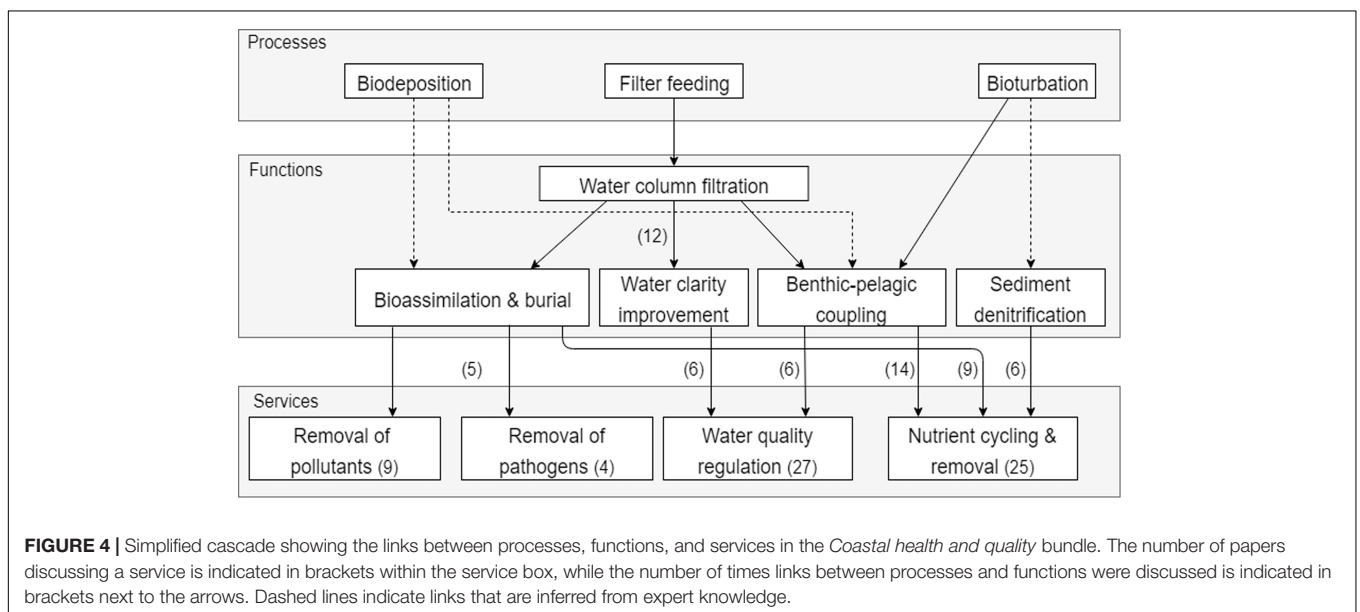 Processes
Biodeposition
Filter feeding
Bioturbation
Functions
Water column filtration
(12)
Bioassimilation & burial
Water clarity
improvement
Benthic-pelagic
coupling
Sediment
denitrification
(5)
(6)
(6)
(14)
(9)
(6)
Services
Removal of
pollutants (9)
Removal of
pathogens (4)
Water quality
regulation (27)
Nutrient cycling &
removal (25)
FIGURE 4 | Simplified cascade showing the links between processes, functions, and services in the Coastal health and quality bundle. The number of papers
discussing a service is indicated in brackets within the service box, while the number of times links between processes and functions were discussed is indicated in
brackets next to the arrows. Dashed lines indicate links that are inferred from expert knowledge.